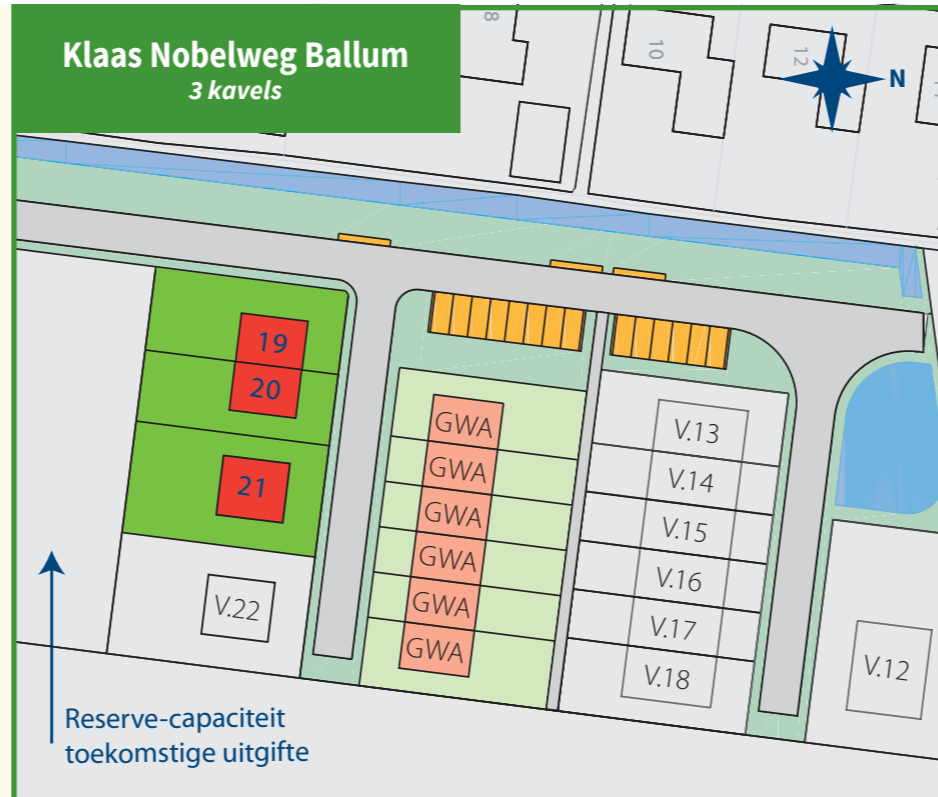 Klaas Nobelweg Ballum
3 kavels
8
10
12
N
19
20
21
V.22
GWA
GWA
GWA
GWA
GWA
GWA
V.13
V.14
V.15
V.16
V.17
V.18
V.12
Reserve-capaciteit
toekomstige uitgifte